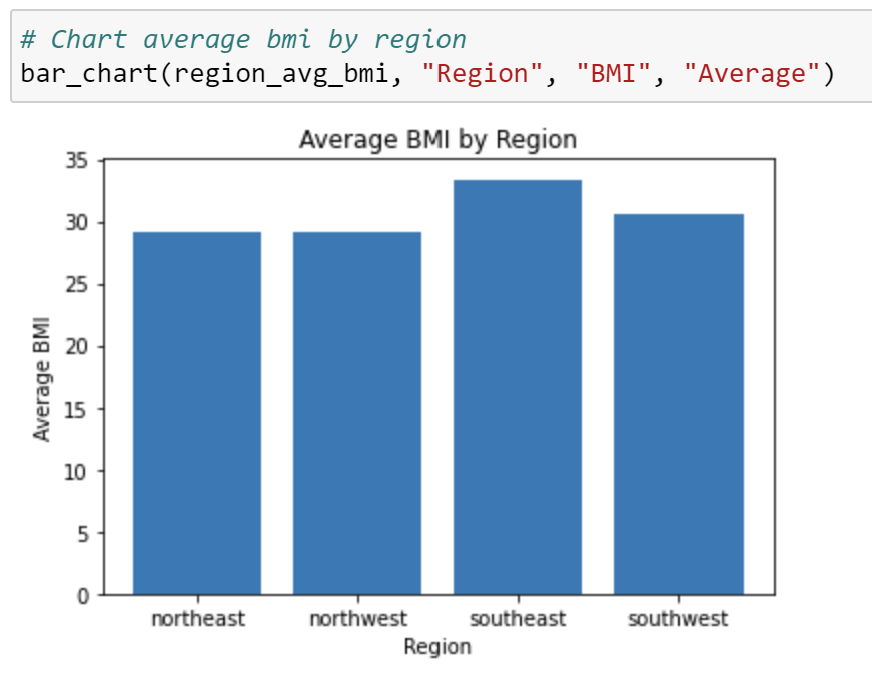 # Chart average bmi by region
bar_chart(region_avg_bmi, "Region", "BMI", "Average")
Average BMI by Region
35
30
25
20
15
10
5
0
Average BMI
northeast northwest southeast southwest
Region